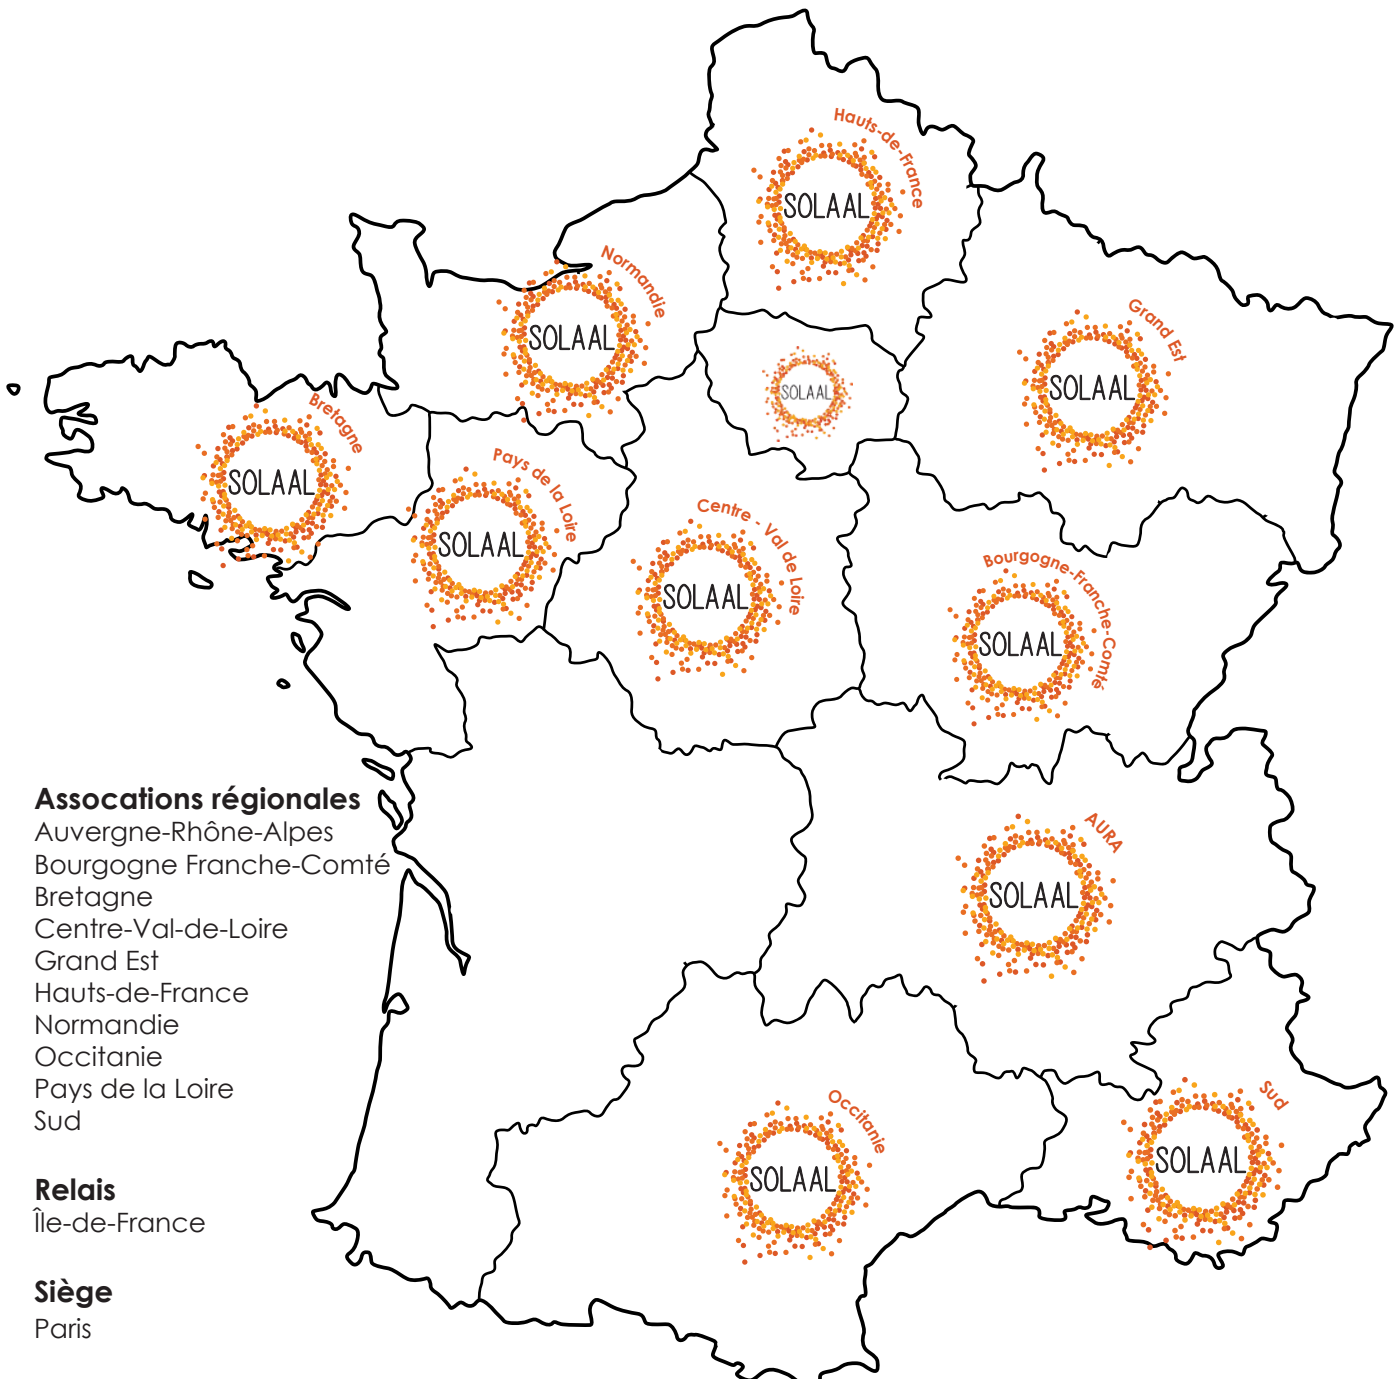 Hauts-de-France
SOLAAL
Normandie
SOLAAL
Grand Est
SOLAAL
SOLAAL
Bretagne
SOLAAL
Pays de la Loire
SOLAAL
Centre - Val de Loire
SOLAAL
Bourgogne-Franche-Comté
SOLAAL
AURA
SOLAAL
Occitanie
SOLAAL
Sud
SOLAAL
Assocations régionales
Auvergne-Rhône-Alpes
Bourgogne Franche-Comté
Bretagne
Centre-Val-de-Loire
Grand Est
Hauts-de-France
Normandie
Occitanie
Pays de la Loire
Sud
Relais
Île-de-France
Siège
Paris